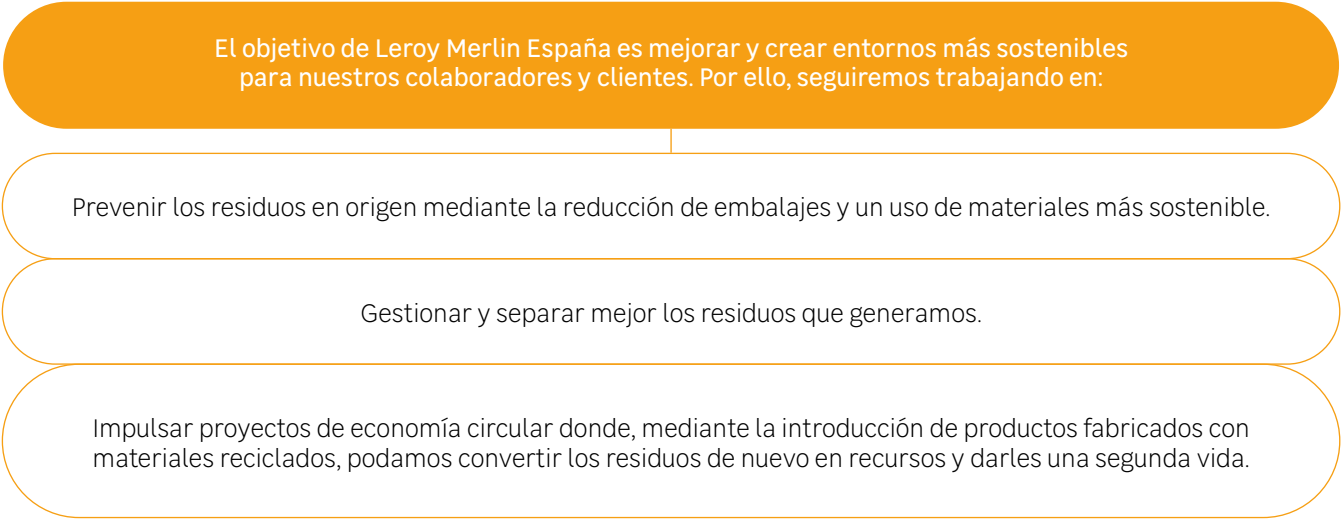 El objetivo de Leroy Merlin España es mejorar y crear entornos más sostenibles
para nuestros colaboradores y clientes. Por ello, seguiremos trabajando en:
Prevenir los residuos en origen mediante la reducción de embalajes y un uso de materiales más sostenible.
Gestionar y separar mejor los residuos que generamos.
Impulsar proyectos de economía circular donde, mediante la introducción de productos fabricados con
materiales reciclados, podamos convertir los residuos de nuevo en recursos y darles una segunda vida.